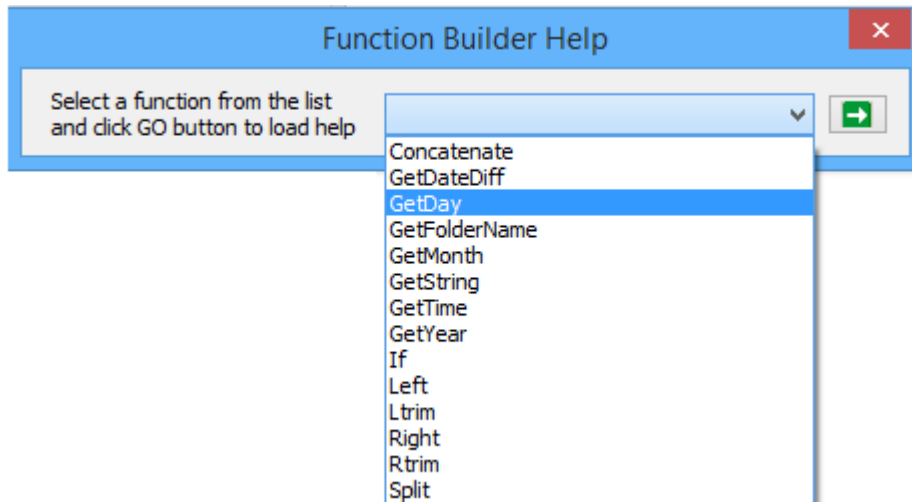 Function Builder Help
Select a function from the list
and click GO button to load help
Concatenate
GetDateDiff
GetDay
GetFolderName
GetMonth
GetString
GetTime
GetYear
If
Left
Ltrim
Right
Rtrim
Split